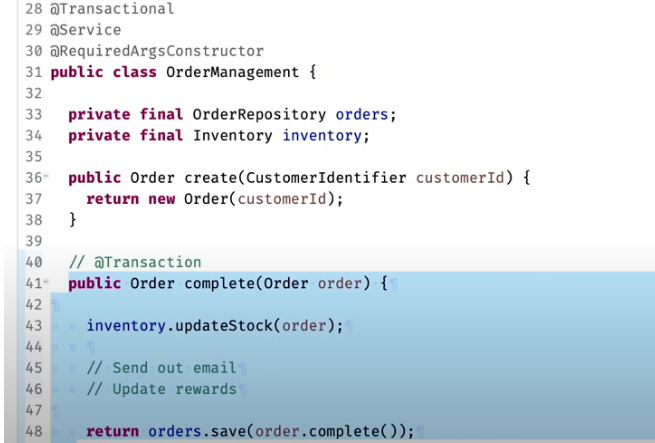 28 @Transactional
29 @Service
30 @RequiredArgsConstructor
31 public class OrderManagement {
32
33 private final OrderRepository orders;
34 private final Inventory inventory;
35
36 public Order create(CustomerIdentifier customerId) {
37 return new Order(customerId);
38 }
39
40 // @Transaction
41 public Order complete(Order order) {
42
43 inventory.updateStock(order);
44
45 // Send out email
46 // Update rewards
47
48 return orders.save(order.complete());